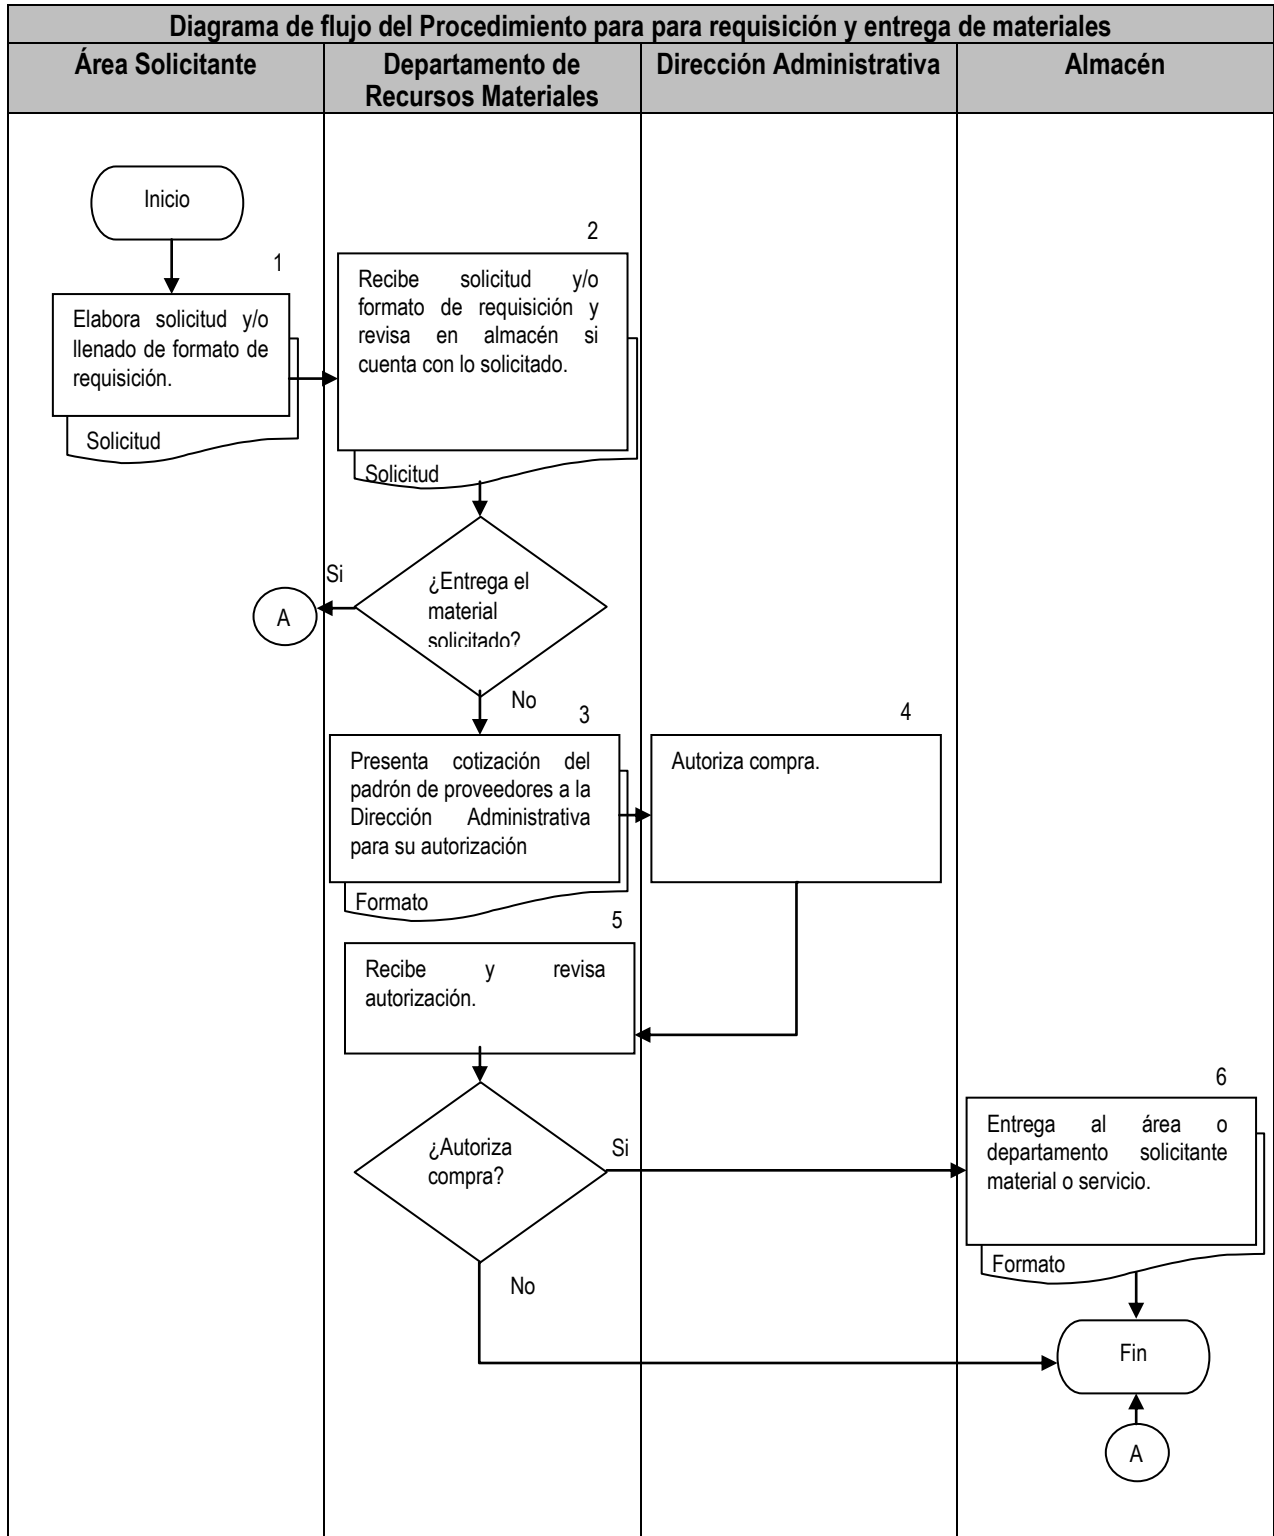 Diagrama de flujo del Procedimiento para para requisición y entrega de materiales
Área Solicitante
Departamento de
Recursos Materiales
Dirección Administrativa
Almacén
Inicio
1
Elabora solicitud y/o
llenado de formato de
requisición.
Solicitud
2
Recibe solicitud y/o
formato de requisición y
revisa en almacén si
cuenta con lo solicitado.
Solicitud
Si
¿Entrega el
material
solicitado?
A
No
3
Presenta cotización del
padrón de proveedores a la
Dirección Administrativa
para su autorización
Formato
4
Autoriza compra.
5
Recibe y revisa
autorización.
¿Autoriza
compra?
Si
No
6
Entrega al área o
departamento solicitante
material o servicio.
Formato
Fin
A